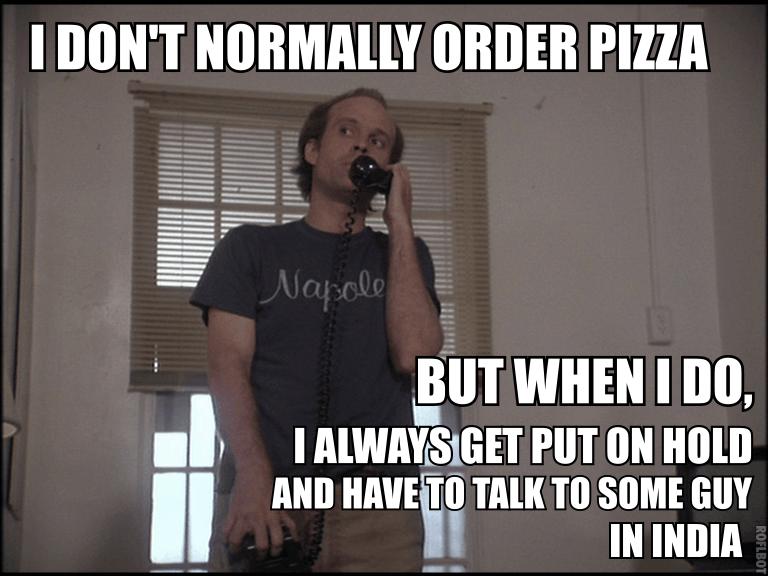 I DON'T NORMALLY ORDER PIZZA
Napole
BUT WHEN I DO,
I ALWAYS GET PUT ON HOLD
AND HAVE TO TALK TO SOME GUY
IN INDIA
ROFLBOT